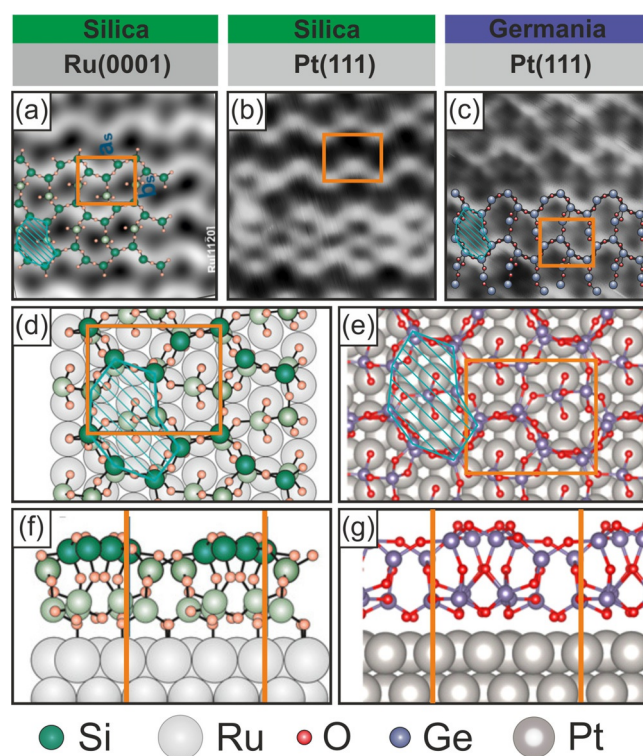 Silica
Silica
Germania
Ru(0001)
Pt(111)
Pt(111)
(a)
(b)
(c)
as
bs
Ru[1120]
(d)
(e)
(f)
(g)
Si
Ru
O
Ge
Pt